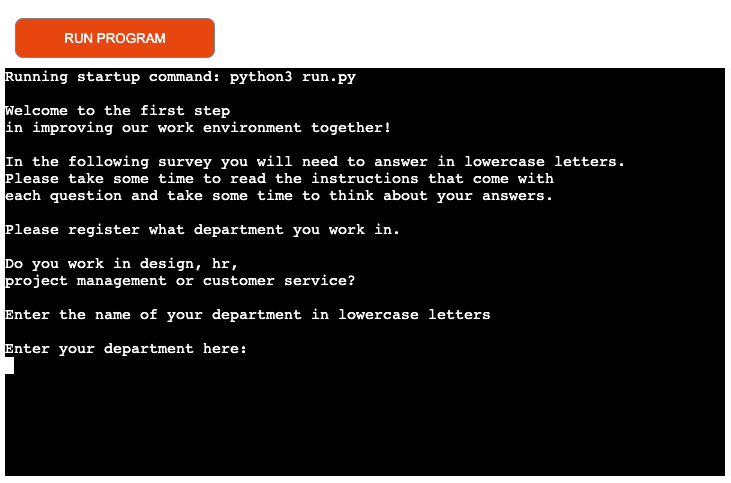 RUN PROGRAM
Running startup command: python3 run.py
Welcome to the first step
in improving our work environment together!
In the following survey you will need to answer in lowercase letters.
Please take some time to read the instructions that come with
each question and take some time to think about your answers.
Please register what department you work in.
Do you work in design, hr,
project management or customer service?
Enter the name of your department in lowercase letters
Enter your department here: